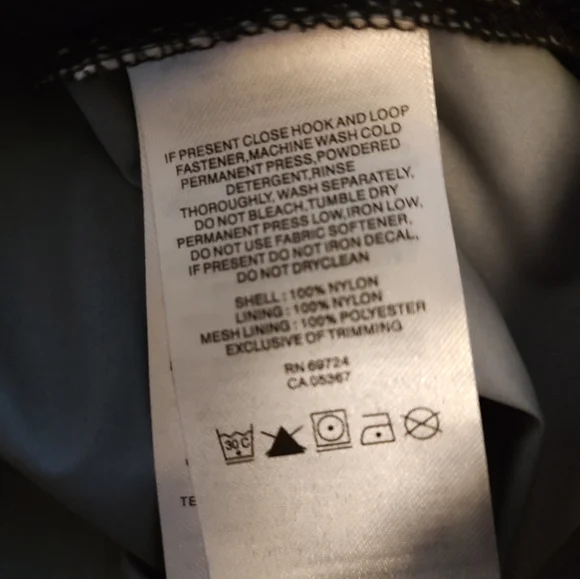 IF PRESENT CLOSE HOOK AND LOOP
FASTENER,MACHINE WASH COLD
PERMANENT PRESS,POWDERED
DETERGENT,RINSE
THOROUGHLY, WASH SEPARATELY,
DO NOT BLEACH,TUMBLE DRY
PERMANENT PRESS LOW,IRON LOW,
DO NOT USE FABRIC SOFTENER,
IF PRESENT DO NOT IRON DECAL,
DO NOT DRYCLEAN
SHELL : 100% NYLON
LINING : 100% NYLON
MESH LINING : 100% POLYESTER
EXCLUSIVE OF TRIMMING
RN 69724
CA 05367
30 C
TE